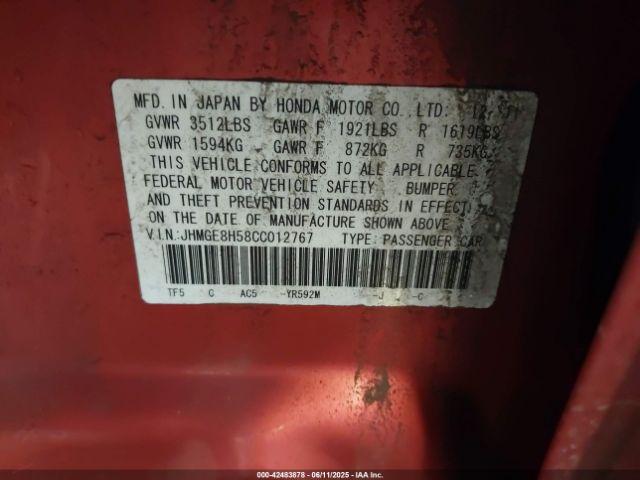 MFD. IN JAPAN BY HONDA MOTOR CO., LTD. 12-'11
GVWR 3512LBS GAWR F 1921LBS R 1619LBS
GVWR 1594KG GAWR F 872KG R 735KG
THIS VEHICLE CONFORMS TO ALL APPLICABLE
FEDERAL MOTOR VEHICLE SAFETY, BUMPER,
AND THEFT PREVENTION STANDARDS IN EFFECT
ON THE DATE OF MANUFACTURE SHOWN ABOVE.
V.I.N.: JHMGE8H58CC012767 TYPE: PASSENGER CAR
TF5 C AC5 -YR592M -J -C
000-42483878 06/11/2025 IAA Inc.